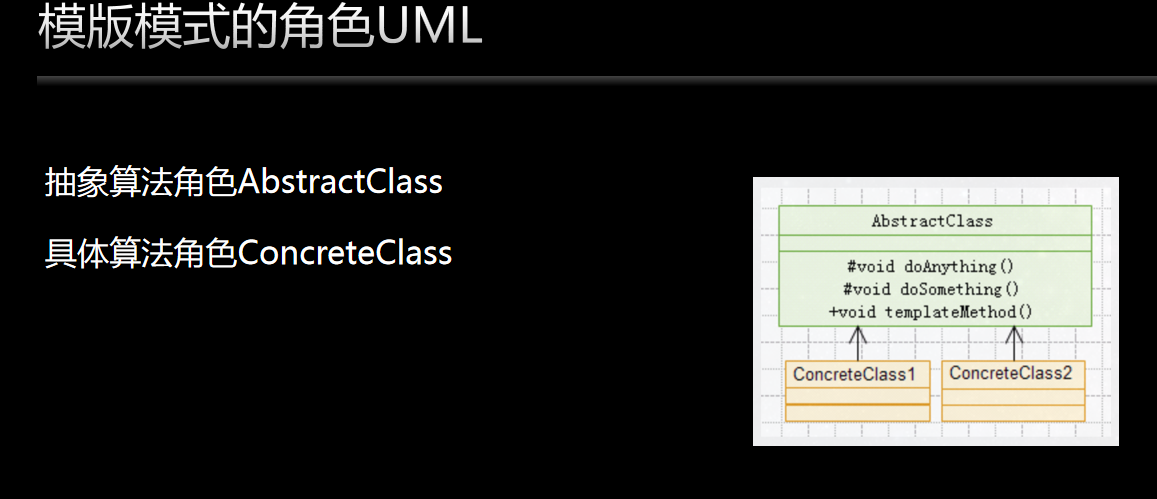 模版模式的角色UML
抽象算法角色AbstractClass
具体算法角色ConcreteClass
AbstractClass
#void doAnything()
#void doSomething()
+void templateMethod()
ConcreteClass1
ConcreteClass2